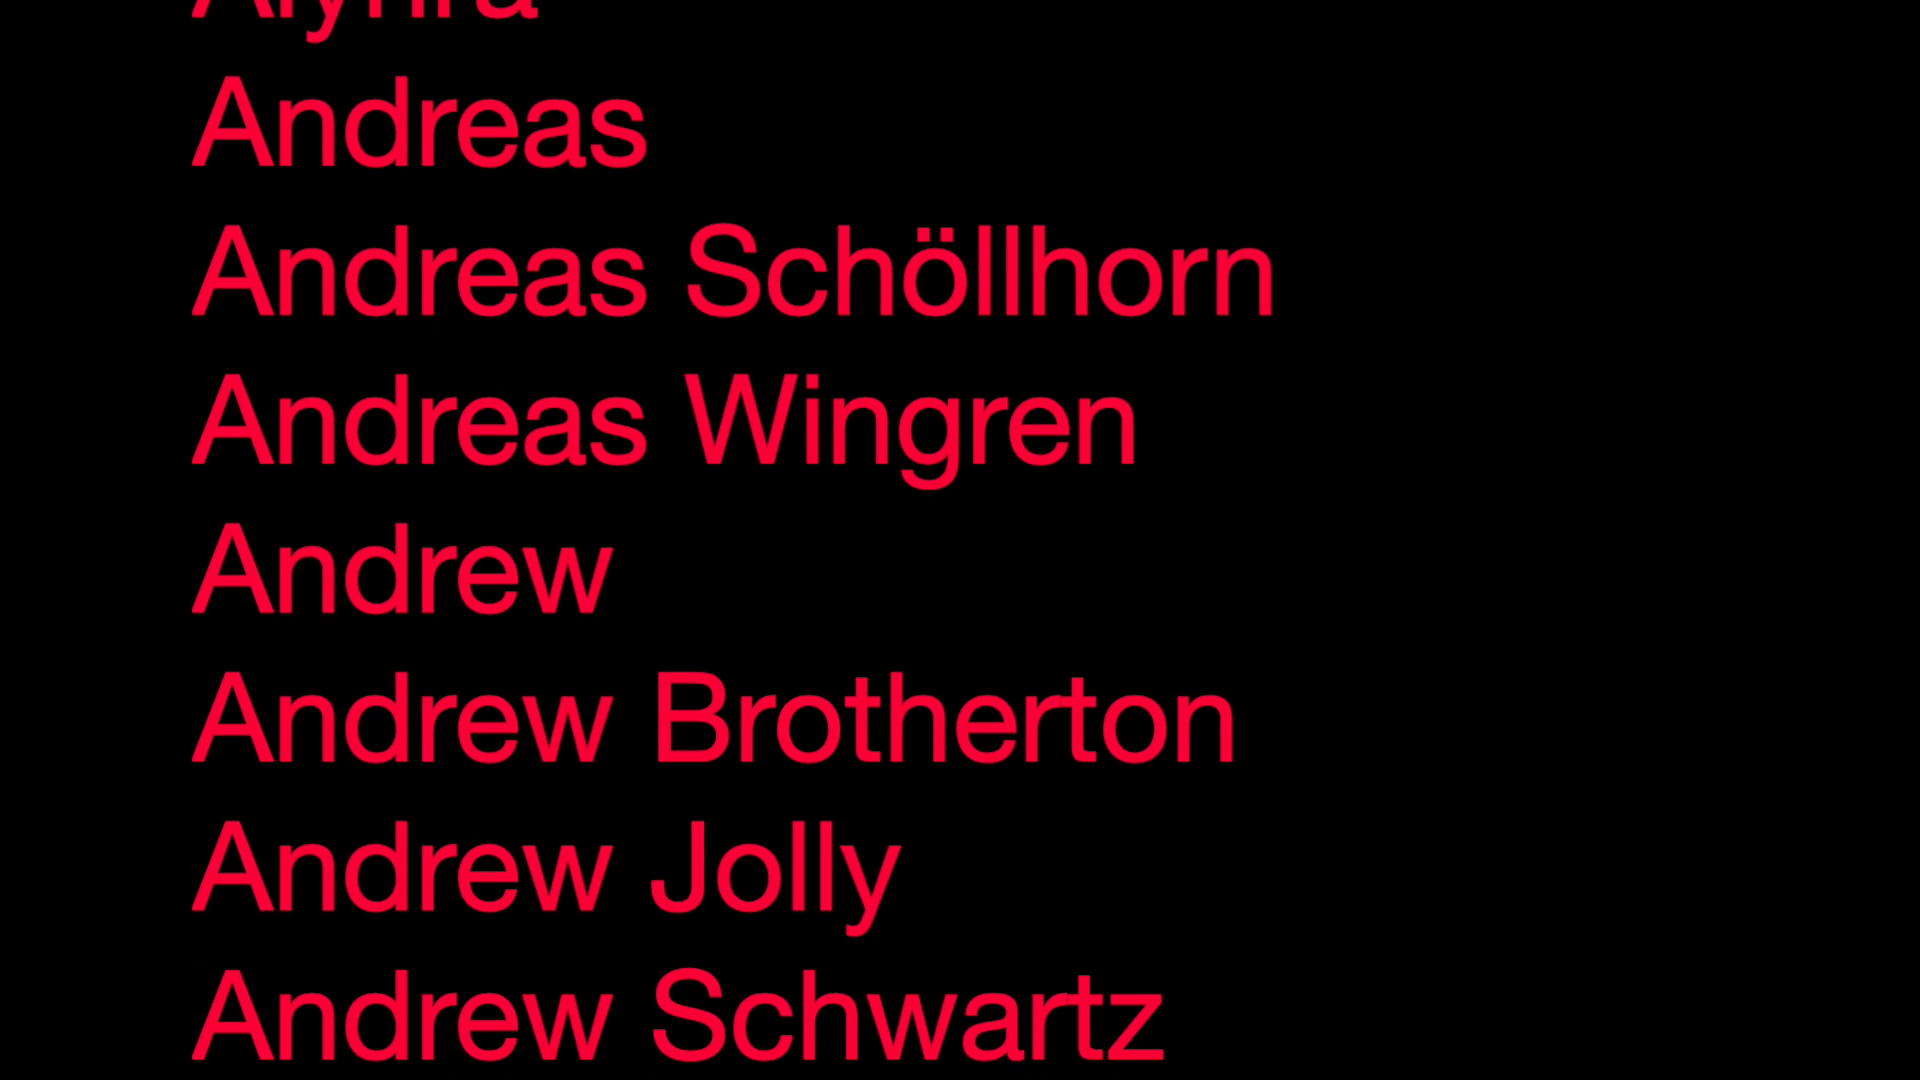 Andreas
Andreas Schöllhorn
Andreas Wingren
Andrew
Andrew Brotherton
Andrew Jolly
Andrew Schwartz